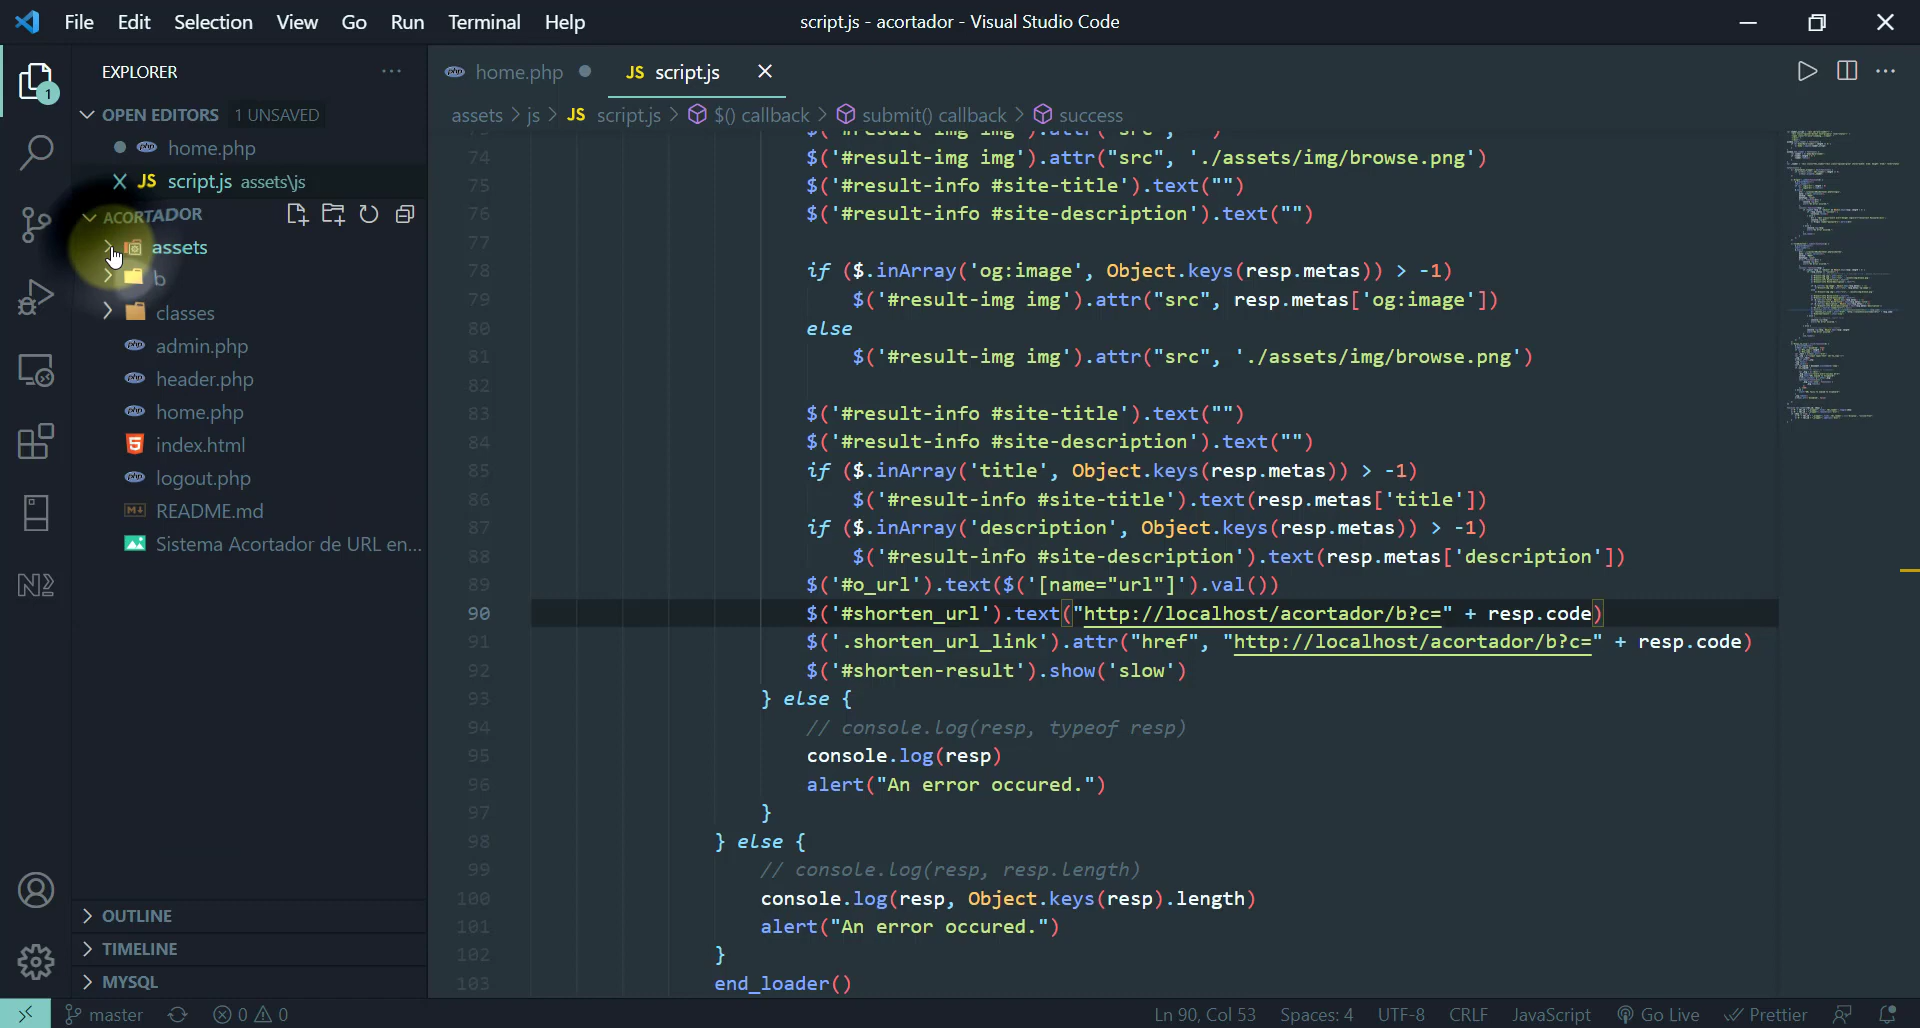 File Edit Selection View Go Run Terminal Help
script.js - acortador - Visual Studio Code
EXPLORER
OPEN EDITORS 1 UNSAVED
home.php
JS script.js assets\js
ACORTADOR
assets
b
classes
admin.php
header.php
home.php
index.html
logout.php
README.md
Sistema Acortador de URL en...
OUTLINE
TIMELINE
MYSQL
1
home.php
JS script.js
assets > js > JS script.js > $() callback > submit() callback > success
74 $('#result-img img').attr("src", './assets/img/browse.png')
75 $('#result-info #site-title').text("")
76 $('#result-info #site-description').text("")
77
78 if ($.inArray('og:image', Object.keys(resp.metas)) > -1)
79 $('#result-img img').attr("src", resp.metas['og:image'])
80 else
81 $('#result-img img').attr("src", './assets/img/browse.png')
82
83 $('#result-info #site-title').text("")
84 $('#result-info #site-description').text("")
85 if ($.inArray('title', Object.keys(resp.metas)) > -1)
86 $('#result-info #site-title').text(resp.metas['title'])
87 if ($.inArray('description', Object.keys(resp.metas)) > -1)
88 $('#result-info #site-description').text(resp.metas['description'])
89 $('#o_url').text($('[name="url"]').val())
90 $('#shorten_url').text("http://localhost/acortador/b?c=" + resp.code)
91 $('.shorten_url_link').attr("href", "http://localhost/acortador/b?c=" + resp.code)
92 $('#shorten-result').show('slow')
93 } else {
94 // console.log(resp, typeof resp)
95 console.log(resp)
96 alert("An error occured.")
97 }
98 } else {
99 // console.log(resp, resp.length)
100 console.log(resp, Object.keys(resp).length)
101 alert("An error occured.")
102 }
103 end_loader()
master 0 0 Ln 90, Col 53 Spaces: 4 UTF-8 CRLF JavaScript Go Live Prettier